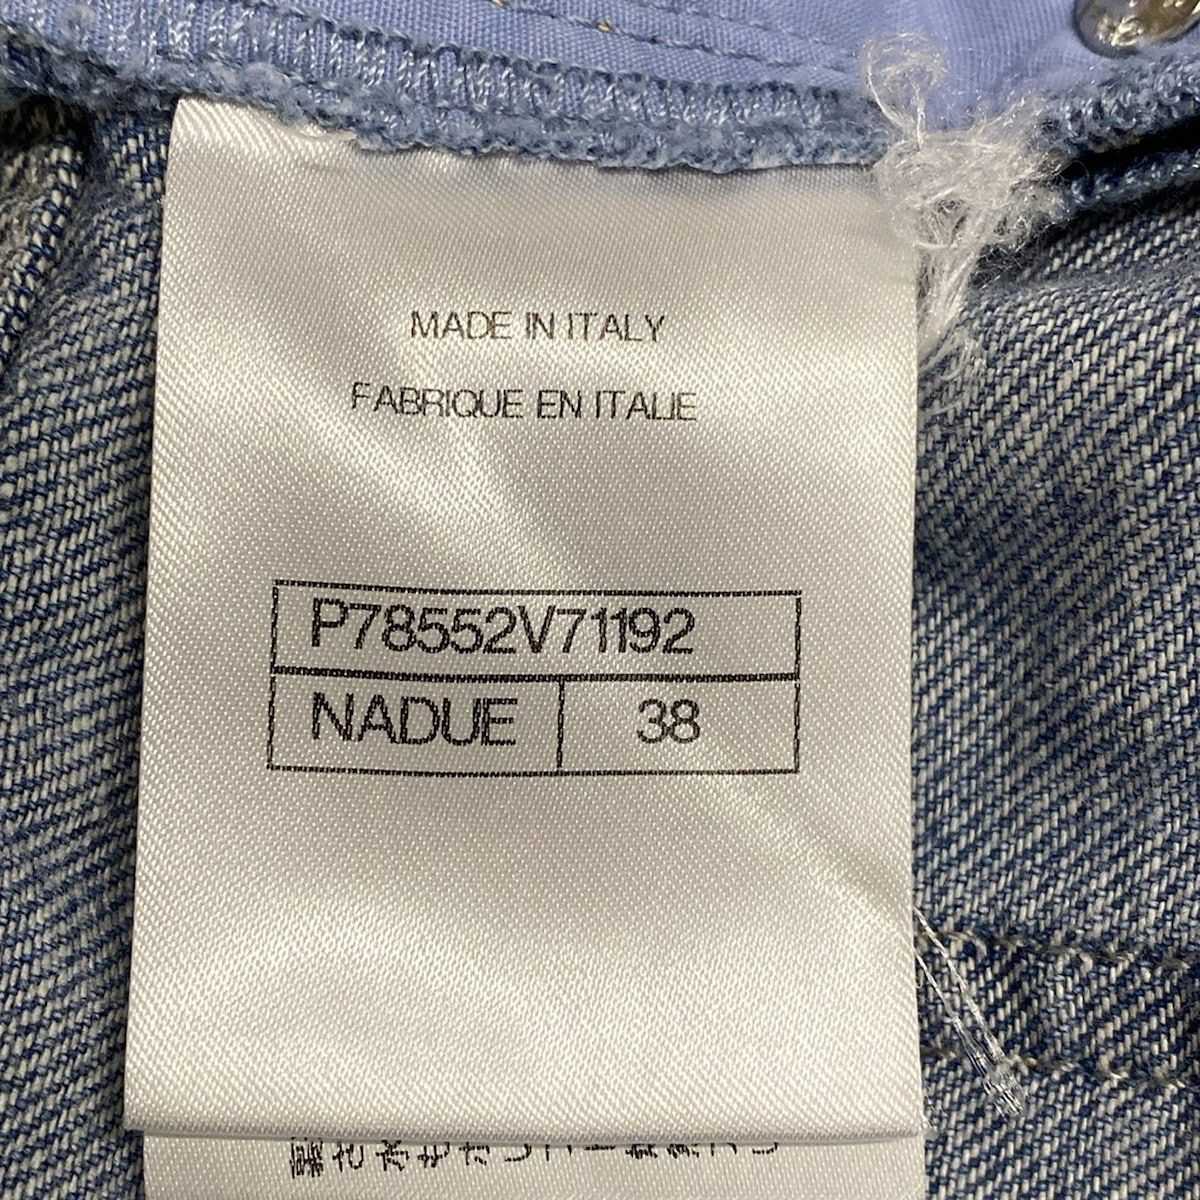 MADE IN ITALY
FABRIQUE EN ITALIE
P78552V71192
NADUE 38